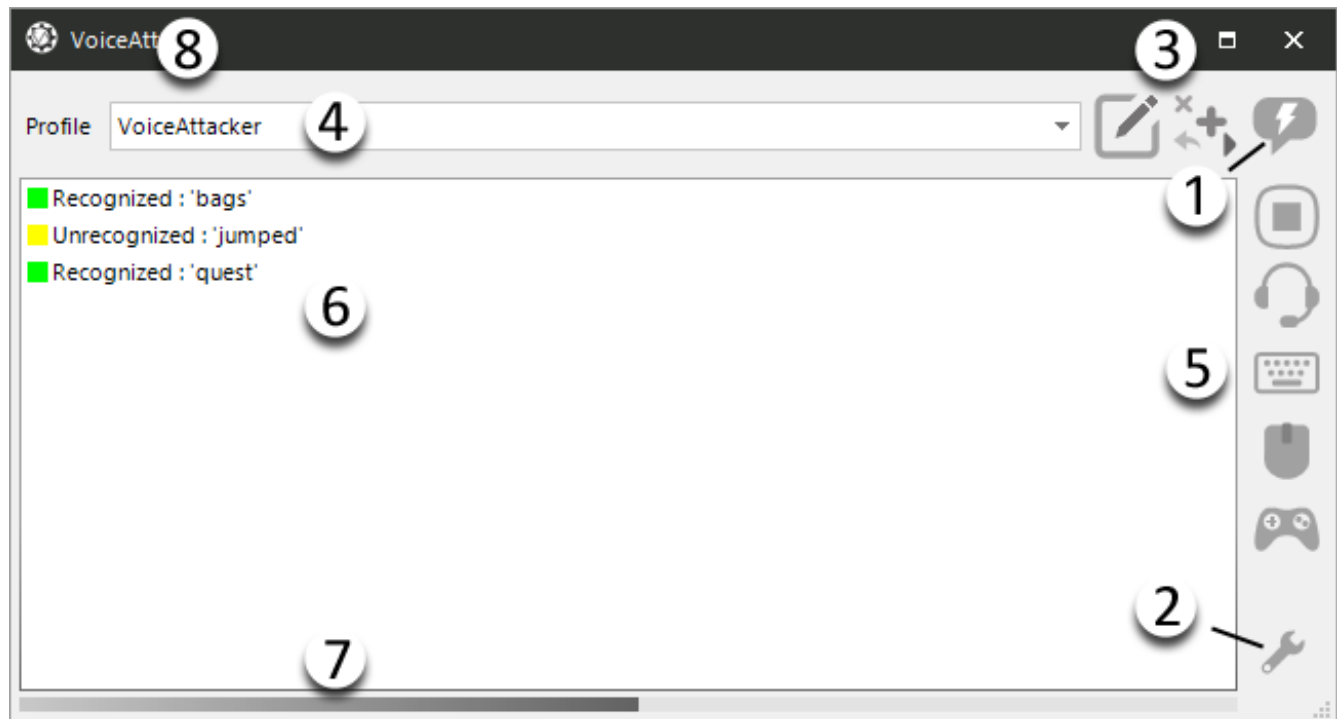 VoiceAtt
8
3
Profile
VoiceAttacker
4
1
Recognized : 'bags'
Unrecognized : 'jumped'
Recognized : 'quest'
6
5
2
7